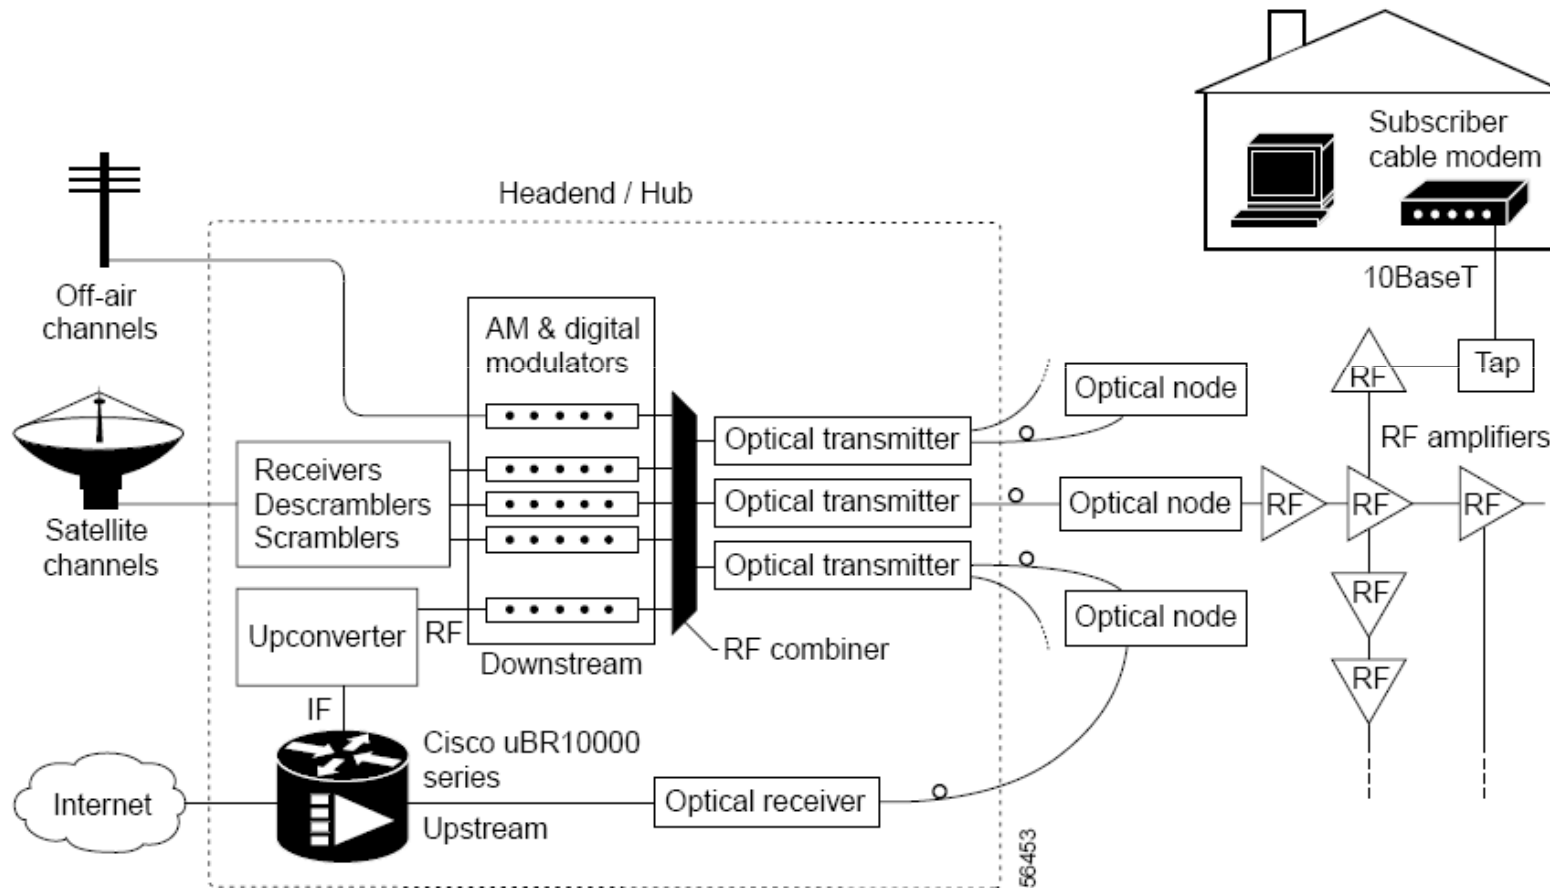 Subscriber
cable modem
Headend / Hub
10BaseT
Off-air
channels
AM & digital
modulators
Tap
RF
Optical node
Optical transmitter
RF amplifiers
Receivers
Descramblers
Scramblers
Satellite
channels
Optical transmitter
Optical node
RF
RF
RF
Optical transmitter
RF
Optical node
Upconverter
RF
Downstream
RF combiner
RF
IF
Cisco uBR10000
series
Internet
Optical receiver
Upstream
56453